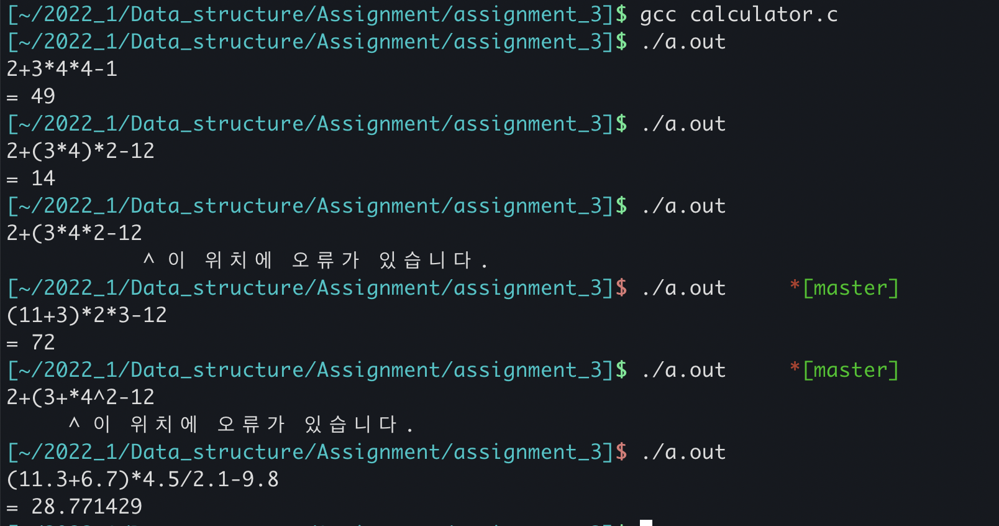 [~/2022_1/Data_structure/Assignment/assignment_3]$ gcc calculator.c
[~/2022_1/Data_structure/Assignment/assignment_3]$ ./a.out
2+3*4*4-1
= 49
[~/2022_1/Data_structure/Assignment/assignment_3]$ ./a.out
2+(3*4)*2-12
= 14
[~/2022_1/Data_structure/Assignment/assignment_3]$ ./a.out
2+(3*4*2-12
^ 이 위치에 오류가 있습니다.
[~/2022_1/Data_structure/Assignment/assignment_3]$ ./a.out *[master]
(11+3)*2*3-12
= 72
[~/2022_1/Data_structure/Assignment/assignment_3]$ ./a.out *[master]
2+(3+*4^2-12
^ 이 위치에 오류가 있습니다.
[~/2022_1/Data_structure/Assignment/assignment_3]$ ./a.out
(11.3+6.7)*4.5/2.1-9.8
= 28.771429